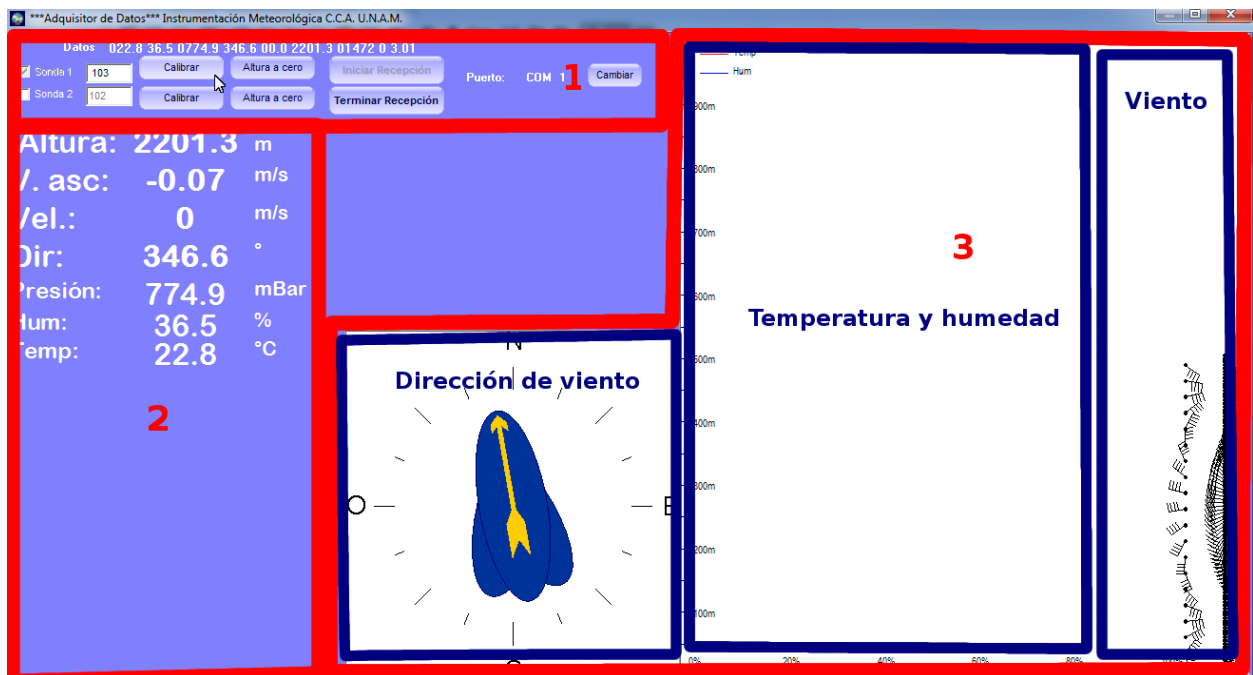 ***Adquisitor de Datos*** Instrumentación Meteorológica C.C.A. U.N.A.M.
Datos 022.8 36.5 0774.9 346.6 00.0 2201.3 01472 0 3.01
Sonda 1 103 Calibrar Altura a cero Iniciar Recepción
Puerto: COM 1 1 Cambiar
Sonda 2 102 Calibrar Altura a cero Terminar Recepción
Altura: 2201.3 m
V. asc: -0.07 m/s
Vel.: 0 m/s
Dir: 346.6 °
Presión: 774.9 mBar
Hum: 36.5 %
Temp: 22.8 °C
2
Dirección de viento
N
O
E
Temp
Hum
900m
800m
700m
600m
500m
400m
300m
200m
100m
0% 20% 40% 60% 80% 100%
3
Temperatura y humedad
Viento